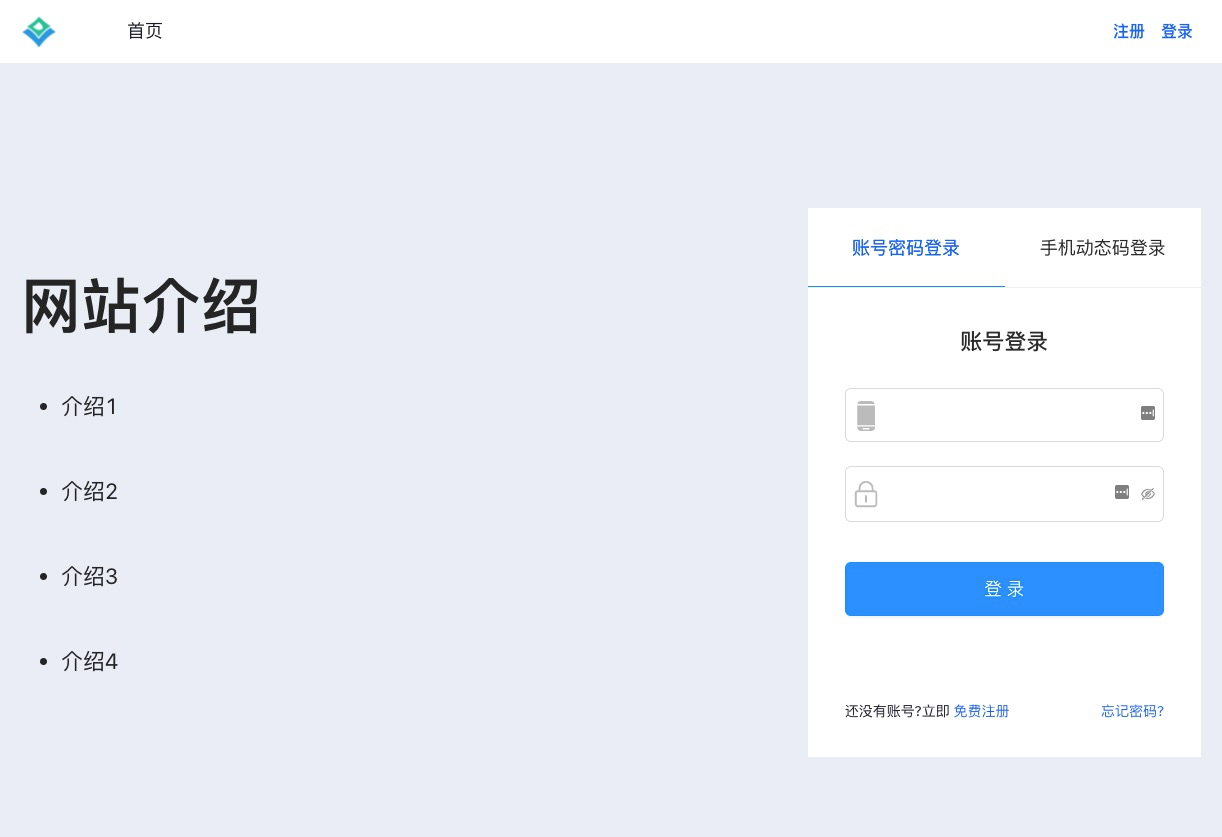 首页
注册 登录
网站介绍
介绍1
介绍2
介绍3
介绍4
账号密码登录 手机动态码登录
账号登录
登 录
还没有账号?立即 免费注册 忘记密码?